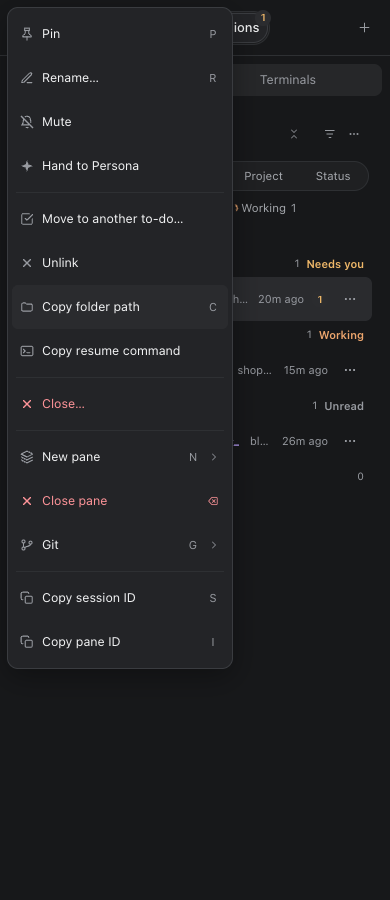 Pin P
Rename... R
Mute
Hand to Persona
Move to another to-do...
Unlink
Copy folder path C
Copy resume command
Close...
New pane N
Close pane
Git G
Copy session ID S
Copy pane ID I
ions 1
Terminals
Project Status
Working 1
1 Needs you
h... 20m ago 1
1 Working
shop... 15m ago
1 Unread
bl... 26m ago
0